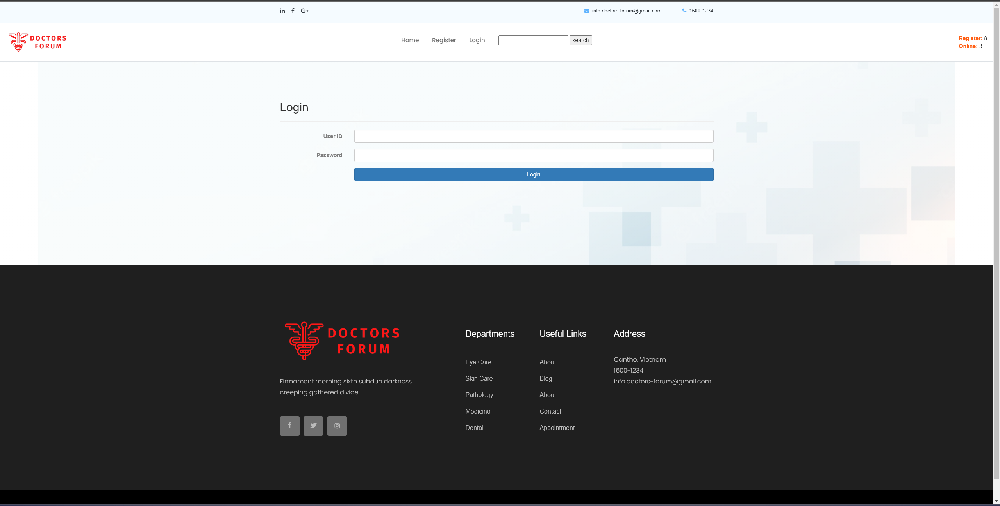 info.doctors-forum@gmail.com 1600-1234
DOCTORS
FORUM
Home Register Login search
Register: 8
Online: 3
Login
User ID
Password
Login
DOCTORS
FORUM
Firmament morning sixth subdue darkness
creeping gathered divide.
Departments
Eye Care
Skin Care
Pathology
Medicine
Dental
Useful Links
About
Blog
About
Contact
Appointment
Address
Cantho, Vietnam
1600-1234
info.doctors-forum@gmail.com